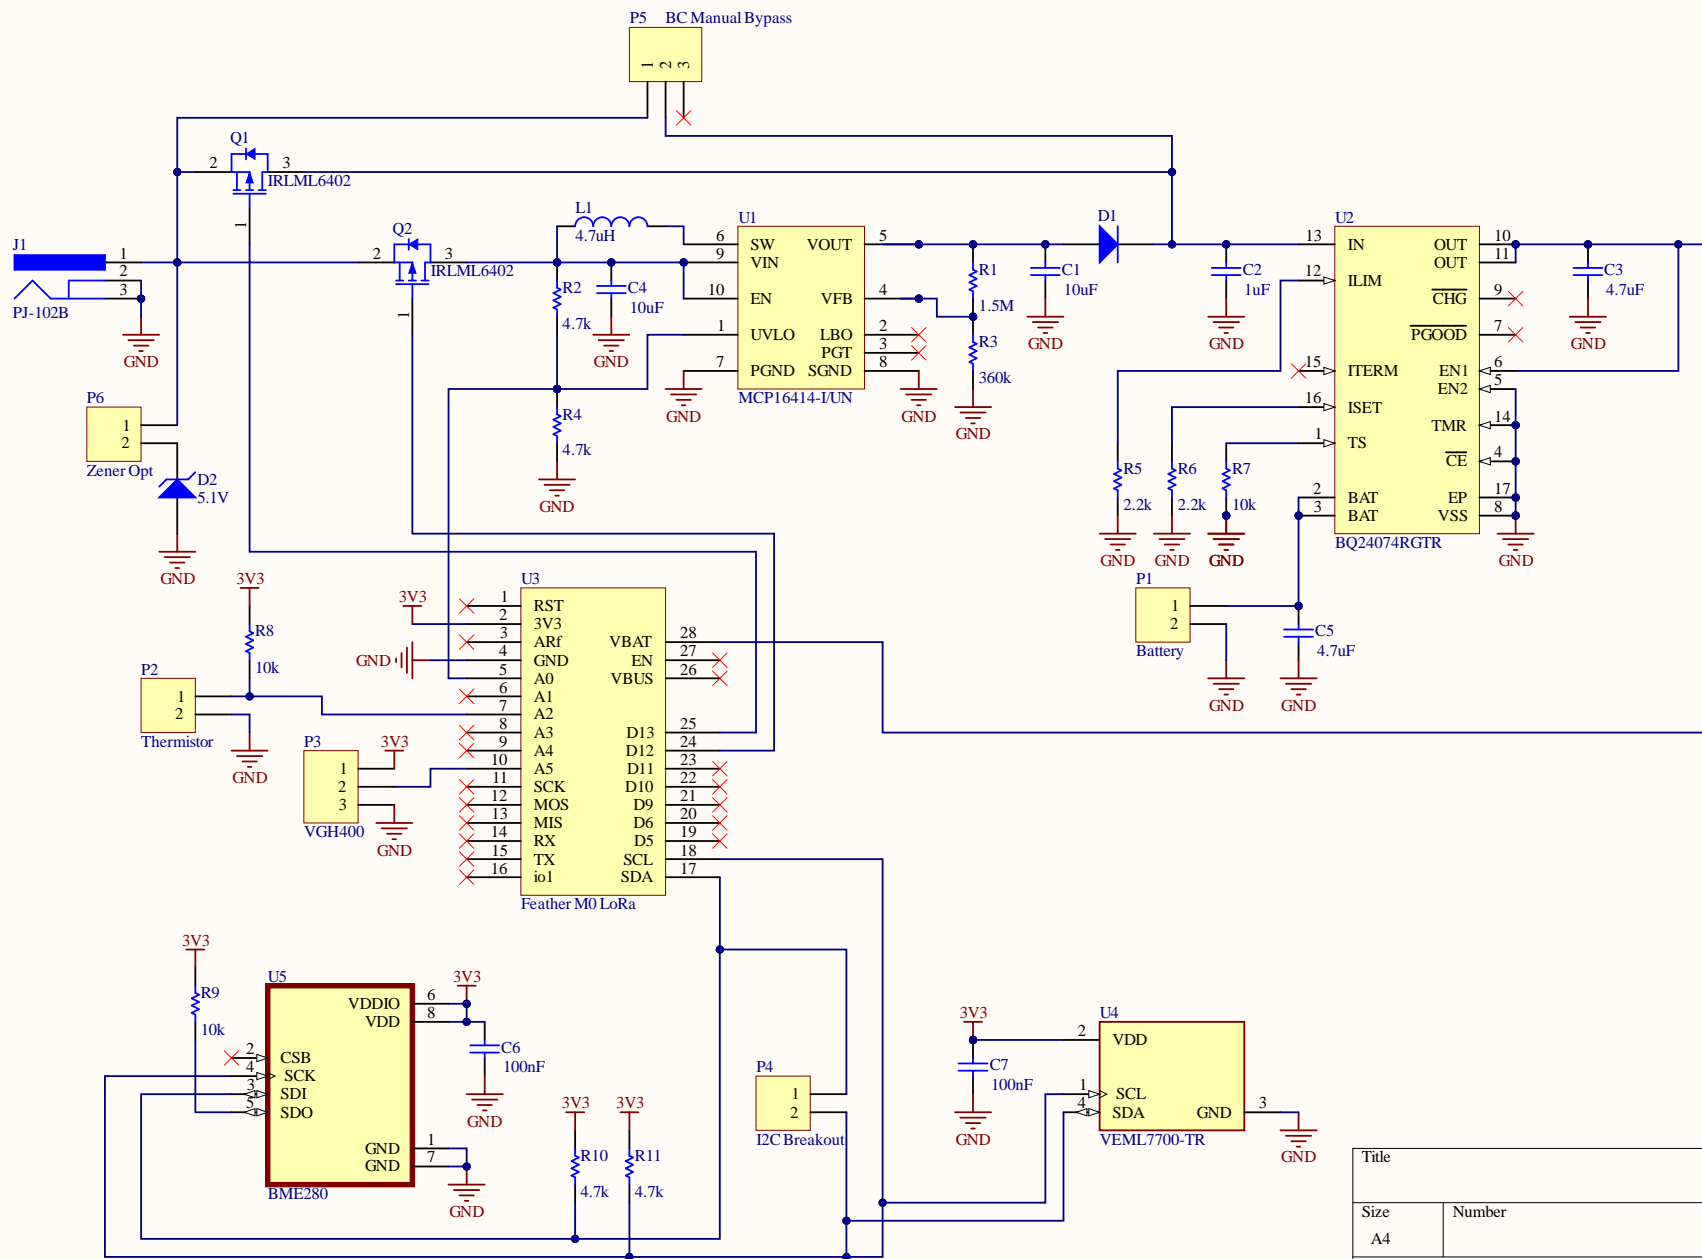 P5 BC Manual Bypass
1 2 3
Q1
2 3
IRLML6402
1
Q2
2 3
IRLML6402
1
J1
1
2
3
PJ-102B
GND
P6
1
2
Zener Opt
D2
5.1V
GND
L1
4.7uH
R2
4.7k
C4
10uF
GND
R4
4.7k
GND
U1
6 SW VOUT 5
9 VIN
10 EN VFB 4
1 UVLO LBO 2
PGT 3
7 PGND SGND 8
MCP16414-I/UN
GND
GND
R1
1.5M
R3
360k
GND
C1
10uF
GND
D1
C2
1uF
GND
U2
13 IN OUT 10
OUT 11
12 ILIM
CHG 9
PGOOD 7
15 ITERM EN1 6
EN2 5
16 ISET
TMR 14
1 TS
CE 4
2 BAT EP 17
3 BAT VSS 8
BQ24074RGTR
GND
C3
4.7uF
GND
R5
2.2k
GND
R6
2.2k
GND
R7
10k
GND
P1
1
2
Battery
GND
C5
4.7uF
GND
3V3
R8
10k
P2
1
2
Thermistor
GND
P3
1
2
3
VGH400
3V3
GND
3V3
GND
U3
1 RST
2 3V3
3 ARf VBAT 28
4 GND EN 27
5 A0 VBUS 26
6 A1
7 A2
8 A3 D13 25
9 A4 D12 24
10 A5 D11 23
11 SCK D10 22
12 MOS D9 21
13 MIS D6 20
14 RX D5 19
15 TX SCL 18
16 io1 SDA 17
Feather M0 LoRa
3V3
R9
10k
U5
VDDIO 6
VDD 8
2 CSB
4 SCK
3 SDI
5 SDO
GND 1
GND 7
BME280
3V3
C6
100nF
GND
GND
3V3
R10
4.7k
3V3
R11
4.7k
P4
1
2
I2C Breakout
3V3
C7
100nF
GND
U4
2 VDD
1 SCL
4 SDA GND 3
VEML7700-TR
GND
Title
Size Number
A4